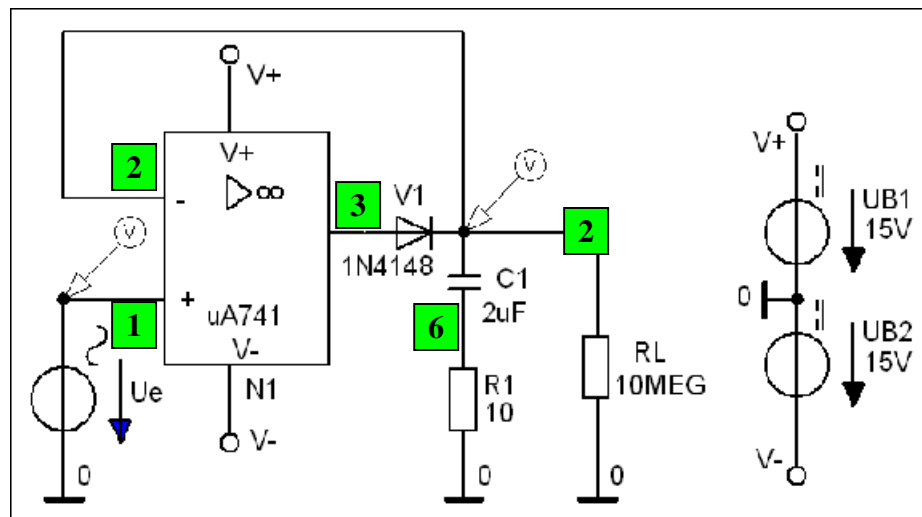 V+
V+
2
-
∞
3
V1
V
V
1N4148
2
+
1
uA741
V-
N1
Ue
V-
0
C1
2uF
6
R1
10
0
RL
10MEG
0
V+
UB1
15V
0
UB2
15V
V-